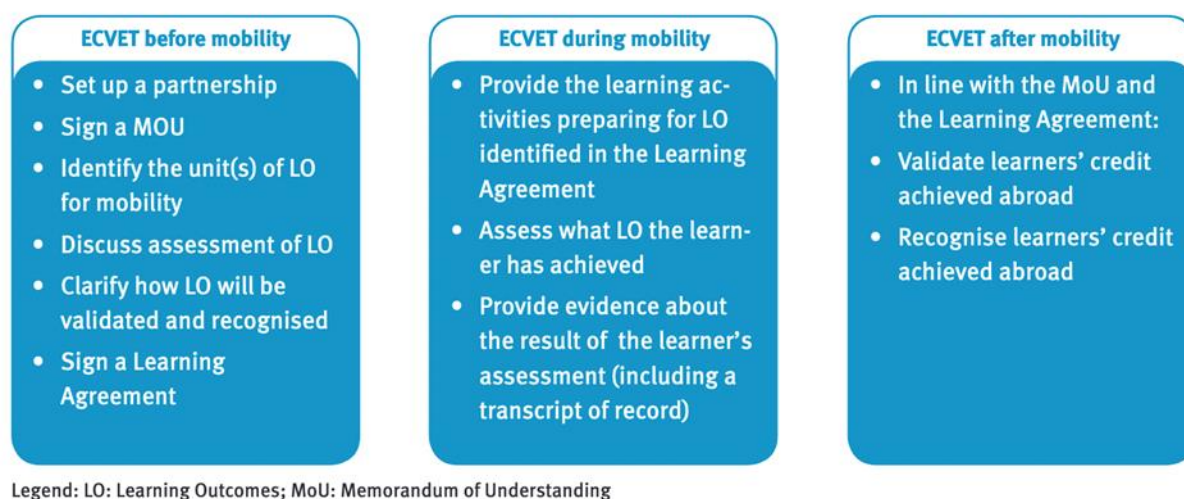 ECVET before mobility
• Set up a partnership
• Sign a MOU
• Identify the unit(s) of LO
for mobility
• Discuss assessment of LO
• Clarify how LO will be
validated and recognised
• Sign a Learning
Agreement
ECVET during mobility
• Provide the learning ac-
tivities preparing for LO
identified in the Learning
Agreement
• Assess what LO the learn-
er has achieved
• Provide evidence about
the result of the learner’s
assessment (including a
transcript of record)
ECVET after mobility
• In line with the MoU and
the Learning Agreement:
• Validate learners’ credit
achieved abroad
• Recognise learners’ credit
achieved abroad
Legend: LO: Learning Outcomes; MoU: Memorandum of Understanding